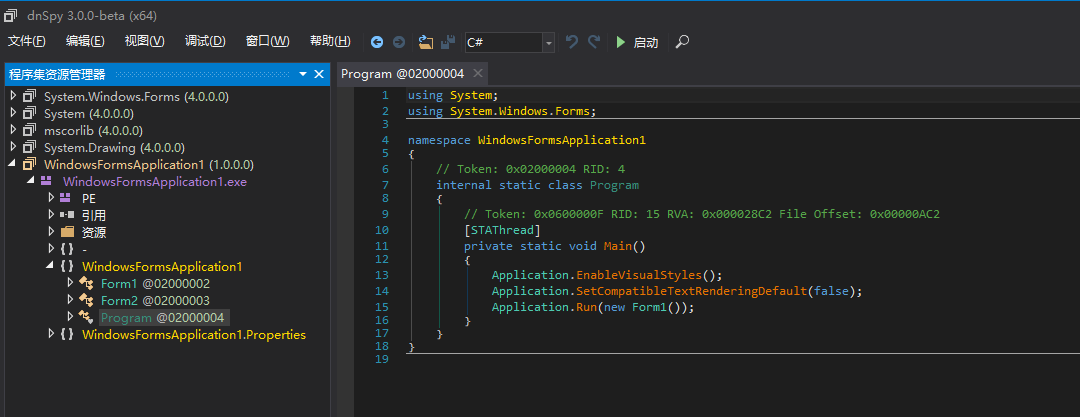 dnSpy 3.0.0-beta (x64)
文件(F) 编辑(E) 视图(V) 调试(D) 窗口(W) 帮助(H) C# 启动
程序集资源管理器
System.Windows.Forms (4.0.0.0)
System (4.0.0.0)
mscorlib (4.0.0.0)
System.Drawing (4.0.0.0)
WindowsFormsApplication1 (1.0.0.0)
WindowsFormsApplication1.exe
PE
引用
资源
{ } -
{ } WindowsFormsApplication1
Form1 @02000002
Form2 @02000003
Program @02000004
{ } WindowsFormsApplication1.Properties
Program @02000004
1 using System;
2 using System.Windows.Forms;
3
4 namespace WindowsFormsApplication1
5 {
6 // Token: 0x02000004 RID: 4
7 internal static class Program
8 {
9 // Token: 0x0600000F RID: 15 RVA: 0x000028C2 File Offset: 0x00000AC2
10 [STAThread]
11 private static void Main()
12 {
13 Application.EnableVisualStyles();
14 Application.SetCompatibleTextRenderingDefault(false);
15 Application.Run(new Form1());
16 }
17 }
18 }
19